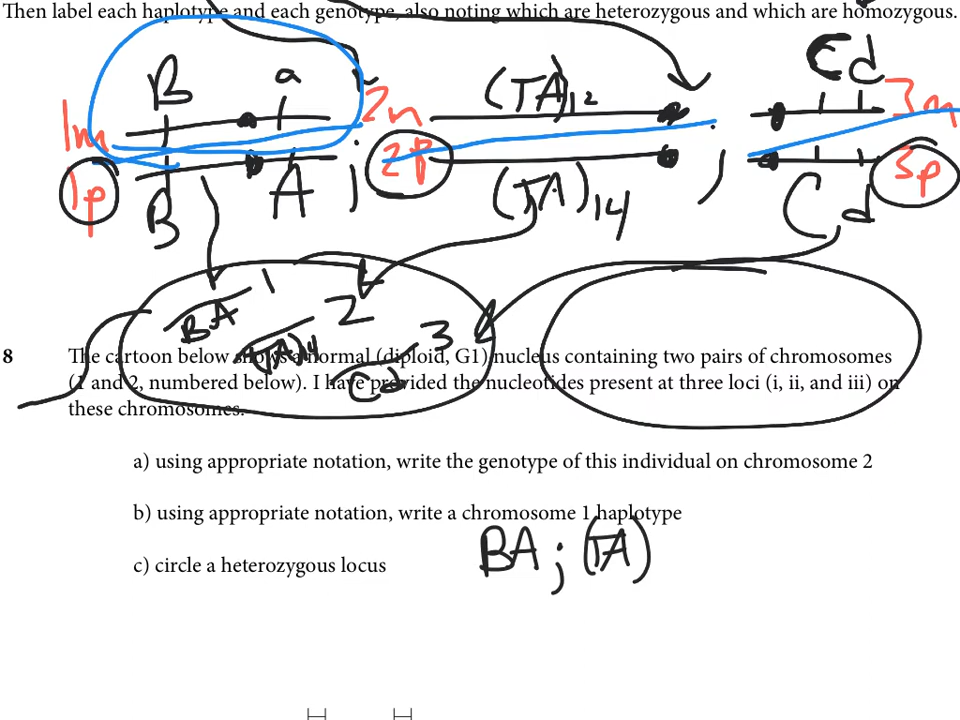 Then label each haplotype and each genotype, also noting which are heterozygous and which are homozygous.
B a (TA)12 Cd
1m 2n 3m
1p 2p 3p
B A ; (TA)14 ; C d
1 2 3
BA (TA)14 Cd
8 The cartoon below shows a normal (diploid, G1) nucleus containing two pairs of chromosomes
(1 and 2, numbered below). I have provided the nucleotides present at three loci (i, ii, and iii) on
these chromosomes.
a) using appropriate notation, write the genotype of this individual on chromosome 2
b) using appropriate notation, write a chromosome 1 haplotype
BA ; (TA)
c) circle a heterozygous locus